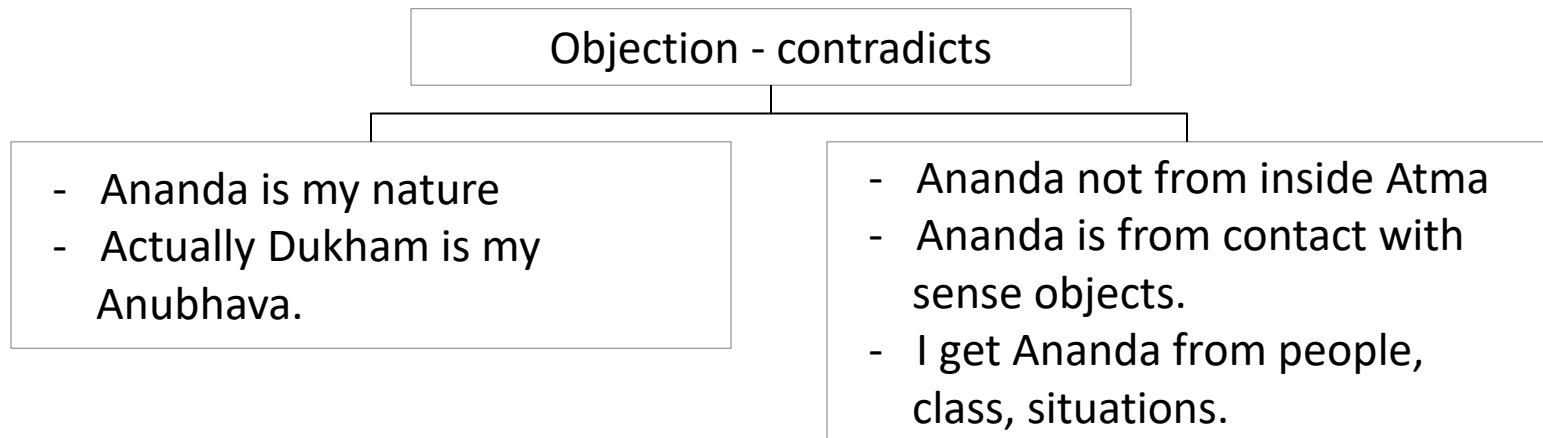 Objection - contradicts
- Ananda is my nature
- Actually Dukham is my
Anubhava.
- Ananda not from inside Atma
- Ananda is from contact with
sense objects.
- I get Ananda from people,
class, situations.